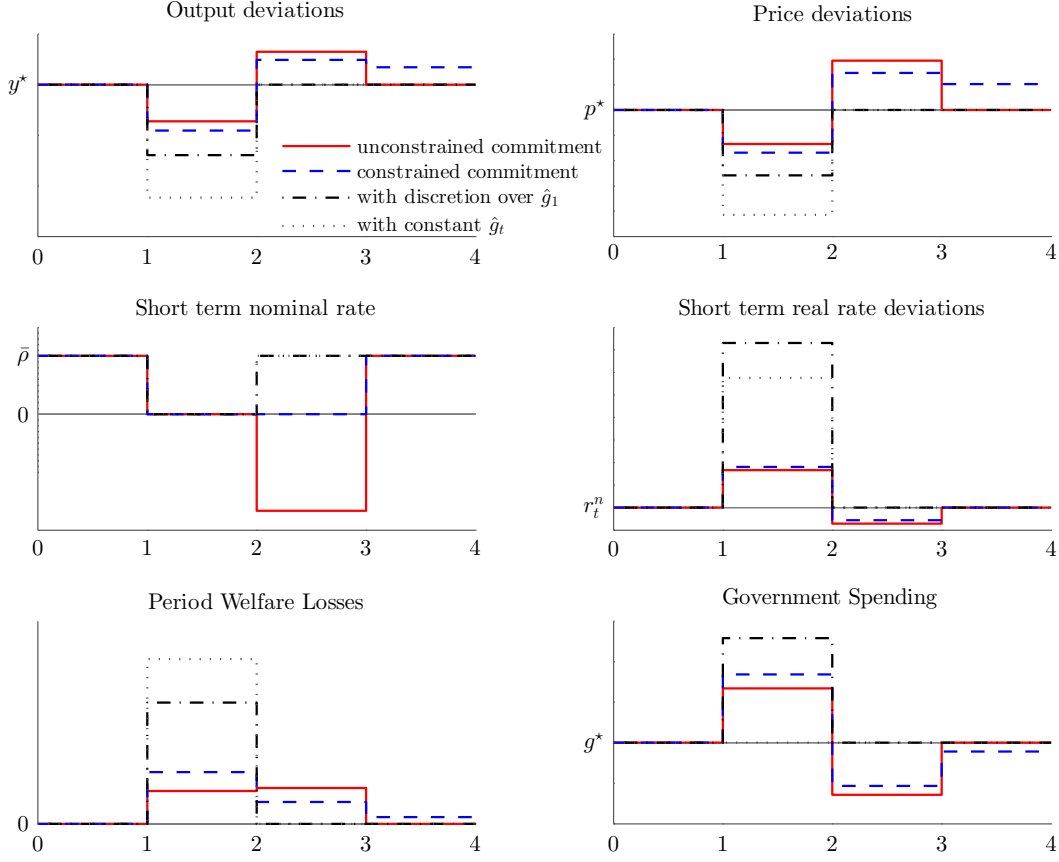 Output deviations
y⋆
unconstrained commitment
constrained commitment
with discretion over ĝ₁
with constant ĝₜ
0 1 2 3 4
Price deviations
p⋆
0 1 2 3 4
Short term nominal rate
ρ̄
0
0 1 2 3 4
Short term real rate deviations
rₜⁿ
0 1 2 3 4
Period Welfare Losses
0
0 1 2 3 4
Government Spending
g⋆
0 1 2 3 4